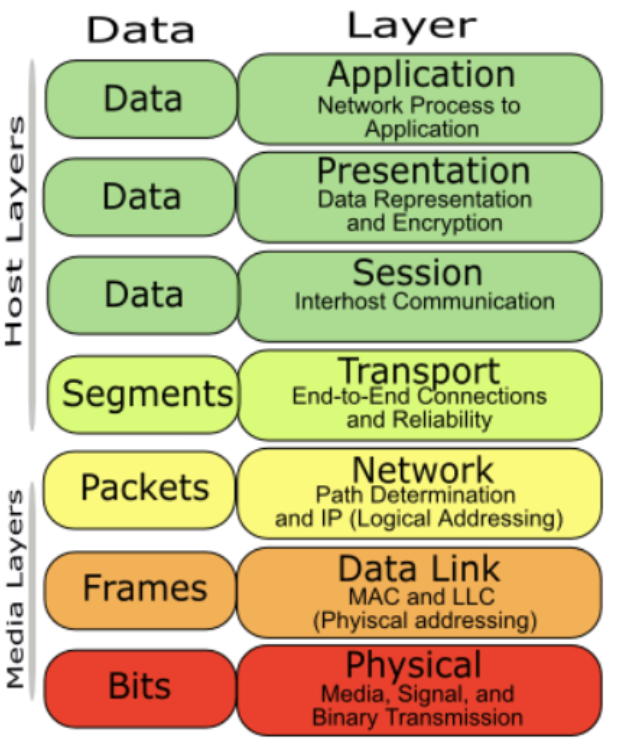 Data Layer
Host Layers
Data
Application
Network Process to
Application
Data
Presentation
Data Representation
and Encryption
Data
Session
Interhost Communication
Segments
Transport
End-to-End Connections
and Reliability
Media Layers
Packets
Network
Path Determination
and IP (Logical Addressing)
Frames
Data Link
MAC and LLC
(Phyiscal addressing)
Bits
Physical
Media, Signal, and
Binary Transmission